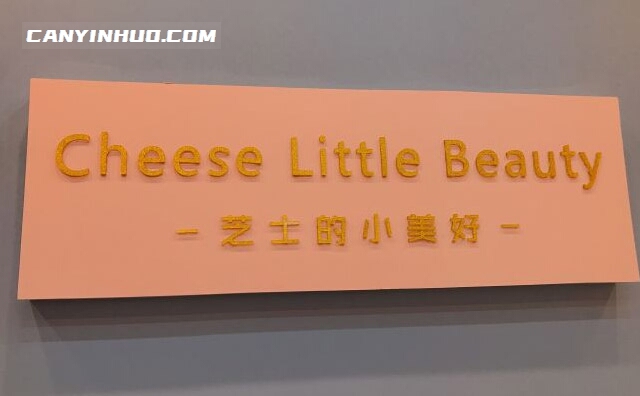 CANYINHUO.COM
Cheese Little Beauty
－芝士的小美好－